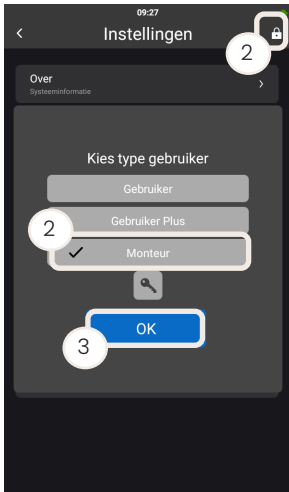 09:27
Instellingen
2
Over
Systeeminformatie
Kies type gebruiker
Gebruiker
Gebruiker Plus
2
Monteur
OK
3